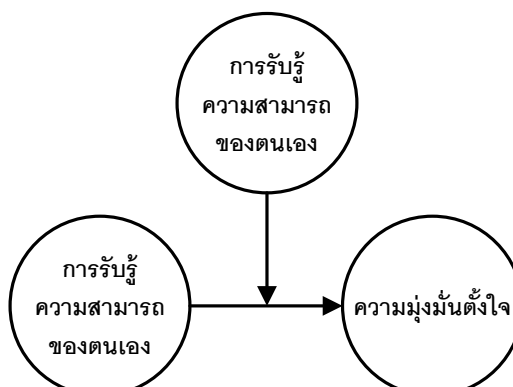 การรับรู้
ความสามารถ
ของตนเอง
การรับรู้
ความสามารถ
ของตนเอง
ความมุ่งมั่นตั้งใจ